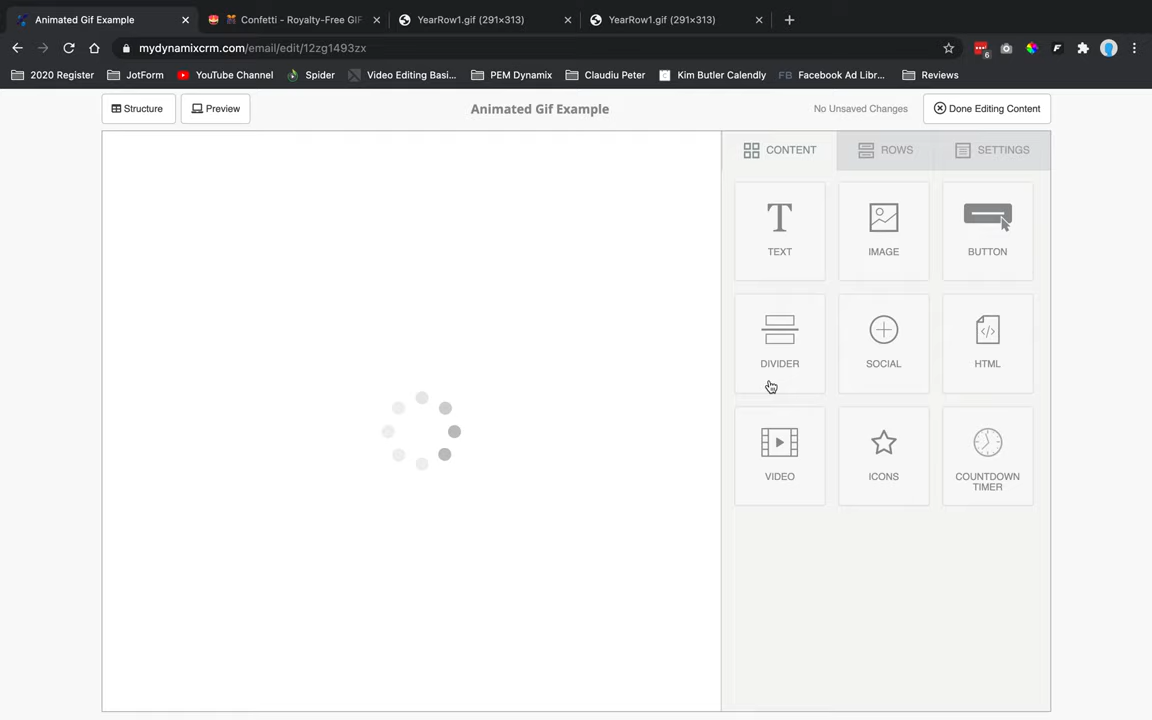 Animated Gif Example
Confetti - Royalty-Free GIF
YearRow1.gif (291×313)
YearRow1.gif (291×313)
mydynamixcrm.com/email/edit/12zg1493zx
6
2020 Register
JotForm
YouTube Channel
Spider
Video Editing Basi...
PEM Dynamix
Claudiu Peter
Kim Butler Calendly
FB
Facebook Ad Libr...
Reviews
Structure
Preview
Animated Gif Example
No Unsaved Changes
Done Editing Content
CONTENT
ROWS
SETTINGS
TEXT
IMAGE
BUTTON
DIVIDER
SOCIAL
HTML
VIDEO
ICONS
COUNTDOWN
TIMER